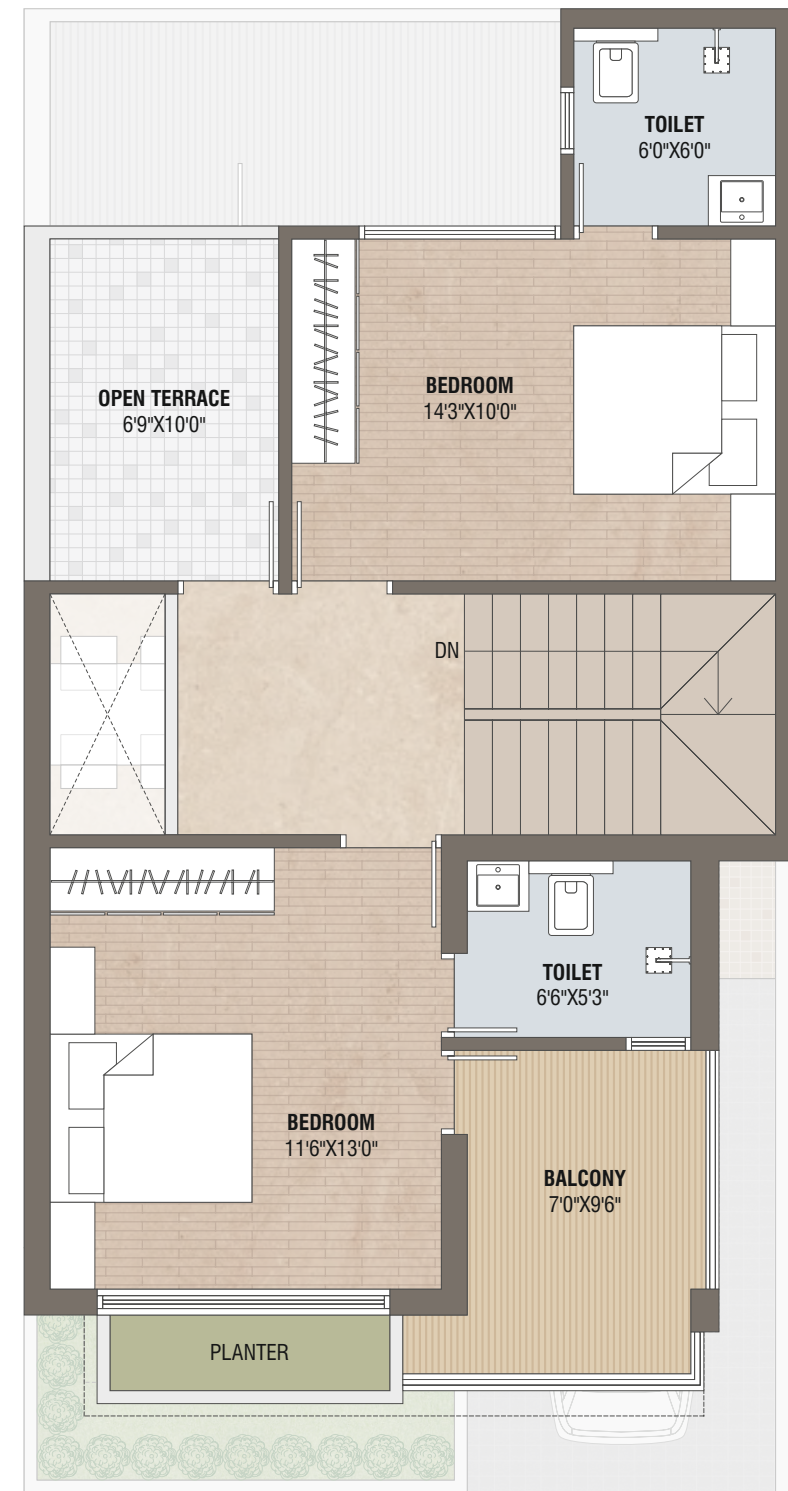 TOILET
6'0"X6'0"
OPEN TERRACE
6'9"X10'0"
BEDROOM
14'3"X10'0"
DN
TOILET
6'6"X5'3"
BEDROOM
11'6"X13'0"
BALCONY
7'0"X9'6"
PLANTER